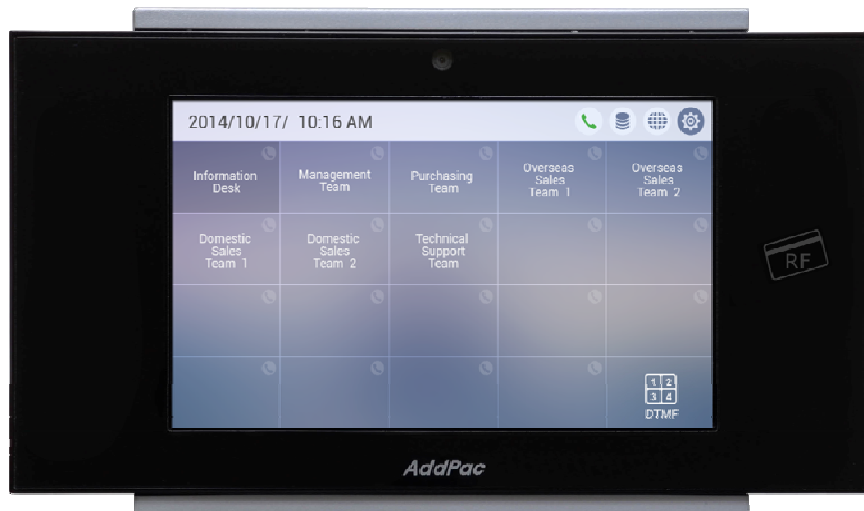 2014/10/17/ 10:16 AM
Information
Desk
Management
Team
Purchasing
Team
Overseas
Sales
Team 1
Overseas
Sales
Team 2
Domestic
Sales
Team 1
Domestic
Sales
Team 2
Technical
Support
Team
RF
1 2
3 4
DTMF
AddPac